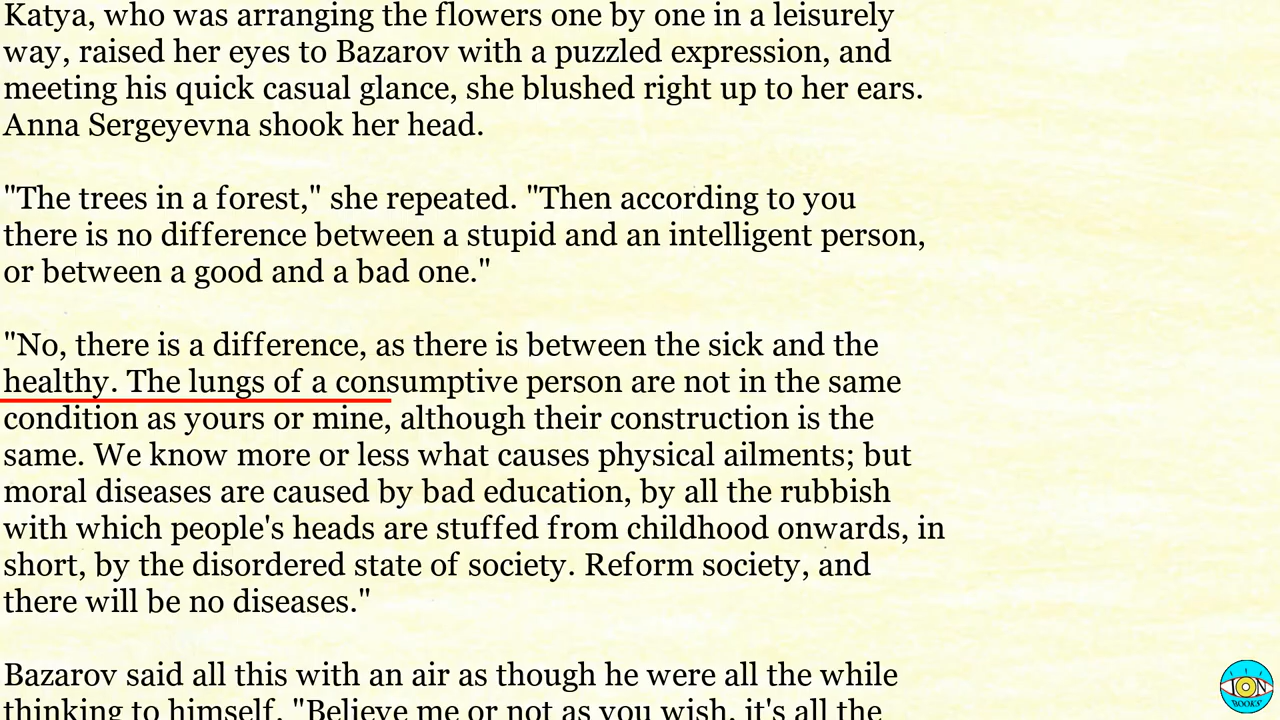 Katya, who was arranging the flowers one by one in a leisurely
way, raised her eyes to Bazarov with a puzzled expression, and
meeting his quick casual glance, she blushed right up to her ears.
Anna Sergeyevna shook her head.
"The trees in a forest," she repeated. "Then according to you
there is no difference between a stupid and an intelligent person,
or between a good and a bad one."
"No, there is a difference, as there is between the sick and the
healthy. The lungs of a consumptive person are not in the same
condition as yours or mine, although their construction is the
same. We know more or less what causes physical ailments; but
moral diseases are caused by bad education, by all the rubbish
with which people's heads are stuffed from childhood onwards, in
short, by the disordered state of society. Reform society, and
there will be no diseases."
Bazarov said all this with an air as though he were all the while
thinking to himself. "Believe me or not as you wish, it's all the
ION
BOOKS